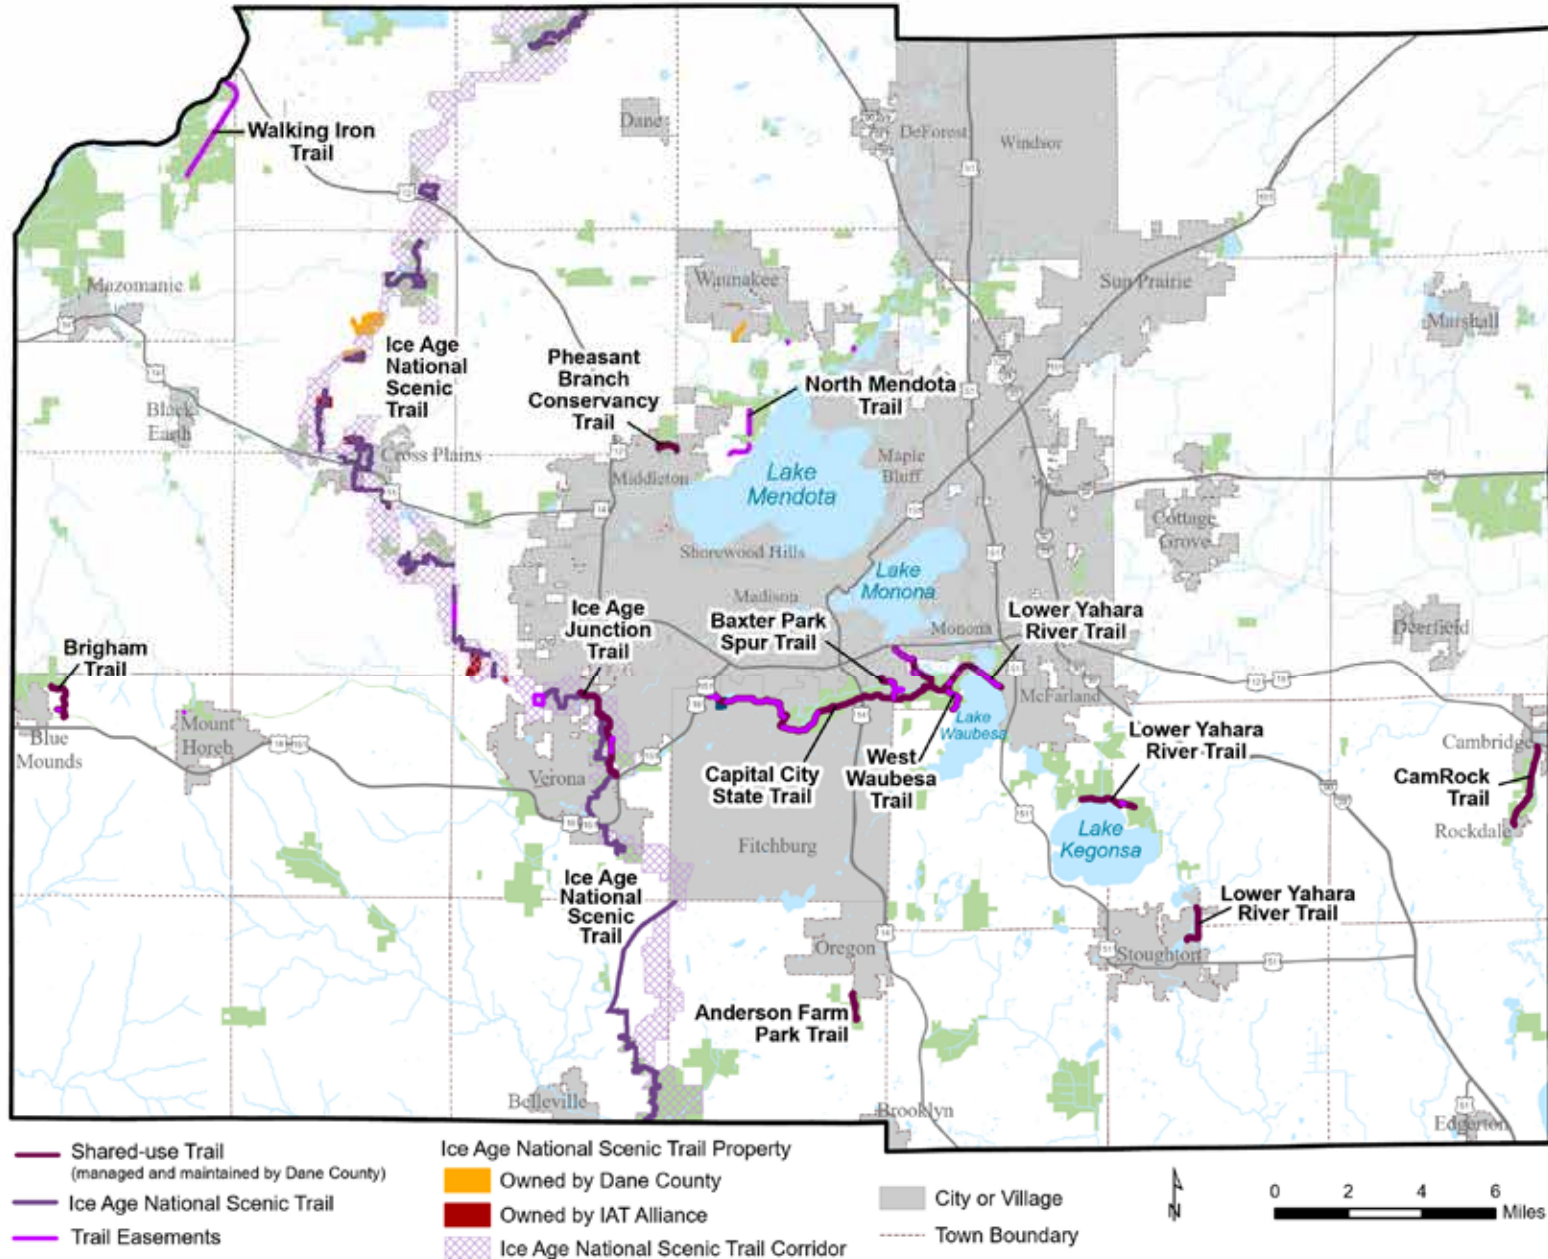 Walking Iron
Trail
Dane
DeForest
Windsor
Mazomanie
Waunakee
Sun Prairie
Marshall
Ice Age
National
Scenic
Trail
Pheasant
Branch
Conservancy
Trail
North Mendota
Trail
Black
Earth
Cross Plains
Middleton
Lake
Mendota
Maple
Bluff
Cottage
Grove
Shorewood Hills
Lake
Monona
Madison
Ice Age
Junction
Trail
Baxter Park
Spur Trail
Monona
Lower Yahara
River Trail
Deerfield
Brigham
Trail
Blue
Mounds
Mount
Horeb
McFarland
Lake
Waubesa
Lower Yahara
River Trail
Cambridge
CamRock
Trail
Rockdale
Verona
Capital City
State Trail
West
Waubesa
Trail
Fitchburg
Lake
Kegonsa
Ice Age
National
Scenic
Trail
Lower Yahara
River Trail
Oregon
Stoughton
Anderson Farm
Park Trail
Belleville
Brooklyn
Edgerton
Shared-use Trail
(managed and maintained by Dane County)
Ice Age National Scenic Trail
Trail Easements
Ice Age National Scenic Trail Property
Owned by Dane County
Owned by IAT Alliance
Ice Age National Scenic Trail Corridor
City or Village
Town Boundary
N
0 2 4 6
Miles